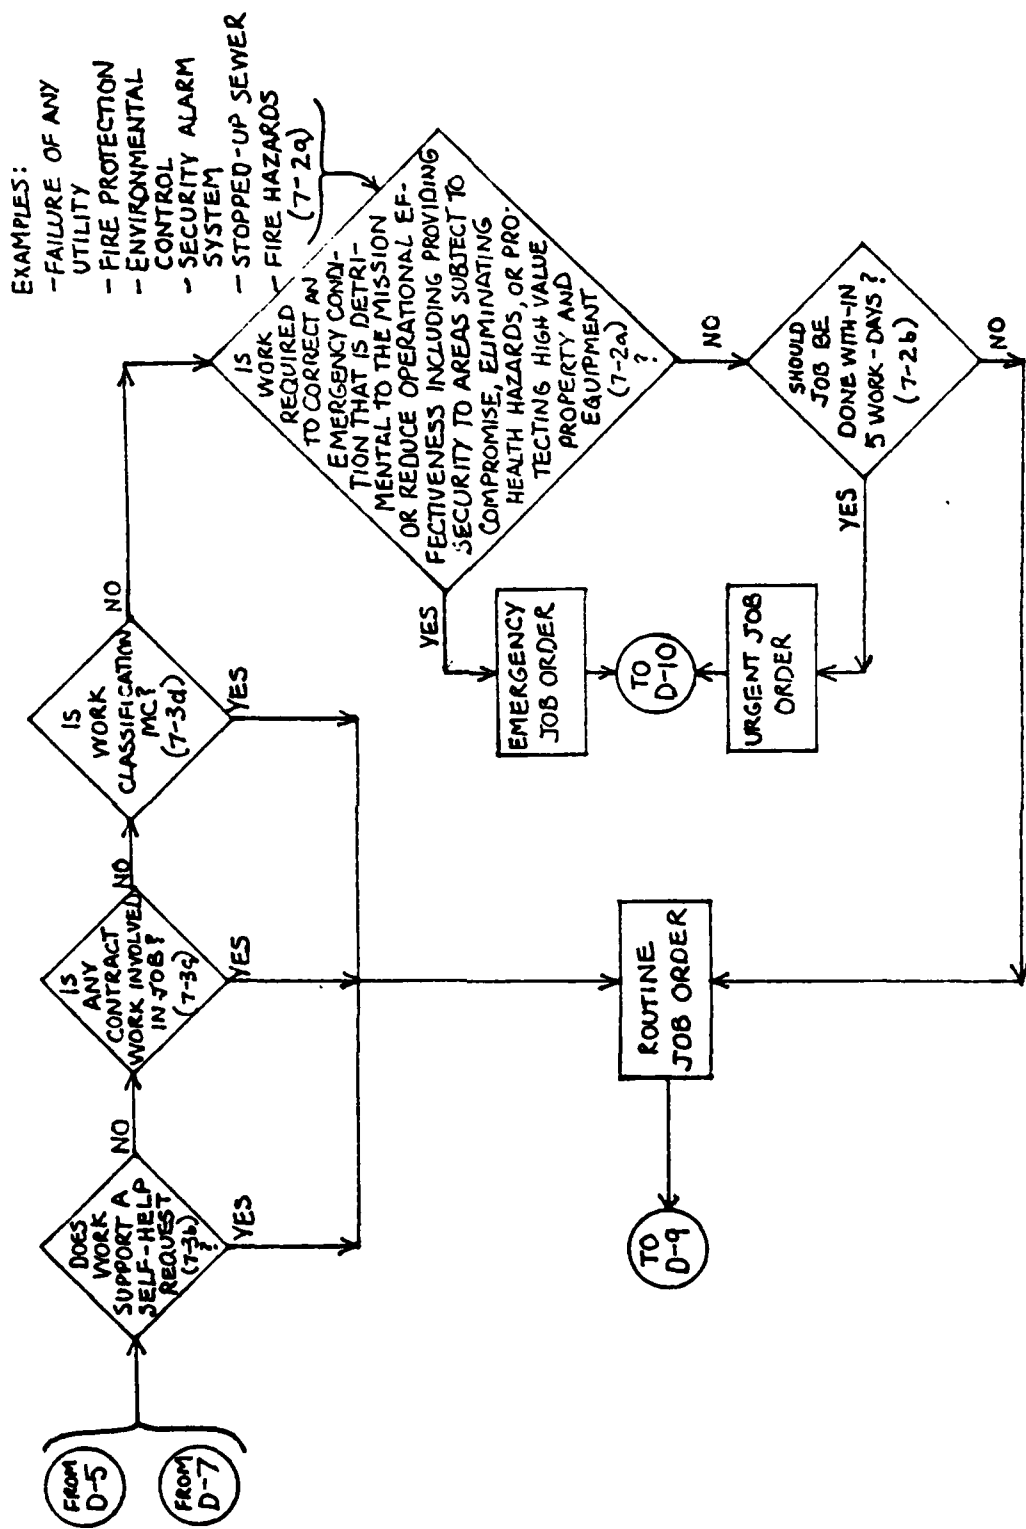 FROM
D-5
FROM
D-7
DOES
WORK
SUPPORT A
SELF-HELP
REQUEST
(7-3b)
?
NO
YES
IS
ANY
CONTRACT
WORK INVOLVED
IN JOB?
(7-3a)
NO
YES
IS
WORK
CLASSIFICATION
MC?
(7-3d)
NO
YES
EXAMPLES:
- FAILURE OF ANY
UTILITY
- FIRE PROTECTION
- ENVIRONMENTAL
CONTROL
- SECURITY ALARM
SYSTEM
- STOPPED-UP SEWER
- FIRE HAZARDS
(7-2a)
IS
WORK
REQUIRED
TO CORRECT AN
EMERGENCY CONDI-
TION THAT IS DETRI-
MENTAL TO THE MISSION
OR REDUCE OPERATIONAL EF-
FECTIVENESS INCLUDING PROVIDING
SECURITY TO AREAS SUBJECT TO
COMPROMISE, ELIMINATING
HEALTH HAZARDS, OR PRO-
TECTING HIGH VALUE
PROPERTY AND
EQUIPMENT
(7-2a)
?
YES
NO
EMERGENCY
JOB ORDER
TO
D-10
URGENT JOB
ORDER
SHOULD
JOB BE
DONE WITH-IN
5 WORK-DAYS?
(7-2b)
YES
NO
ROUTINE
JOB ORDER
TO
D-9